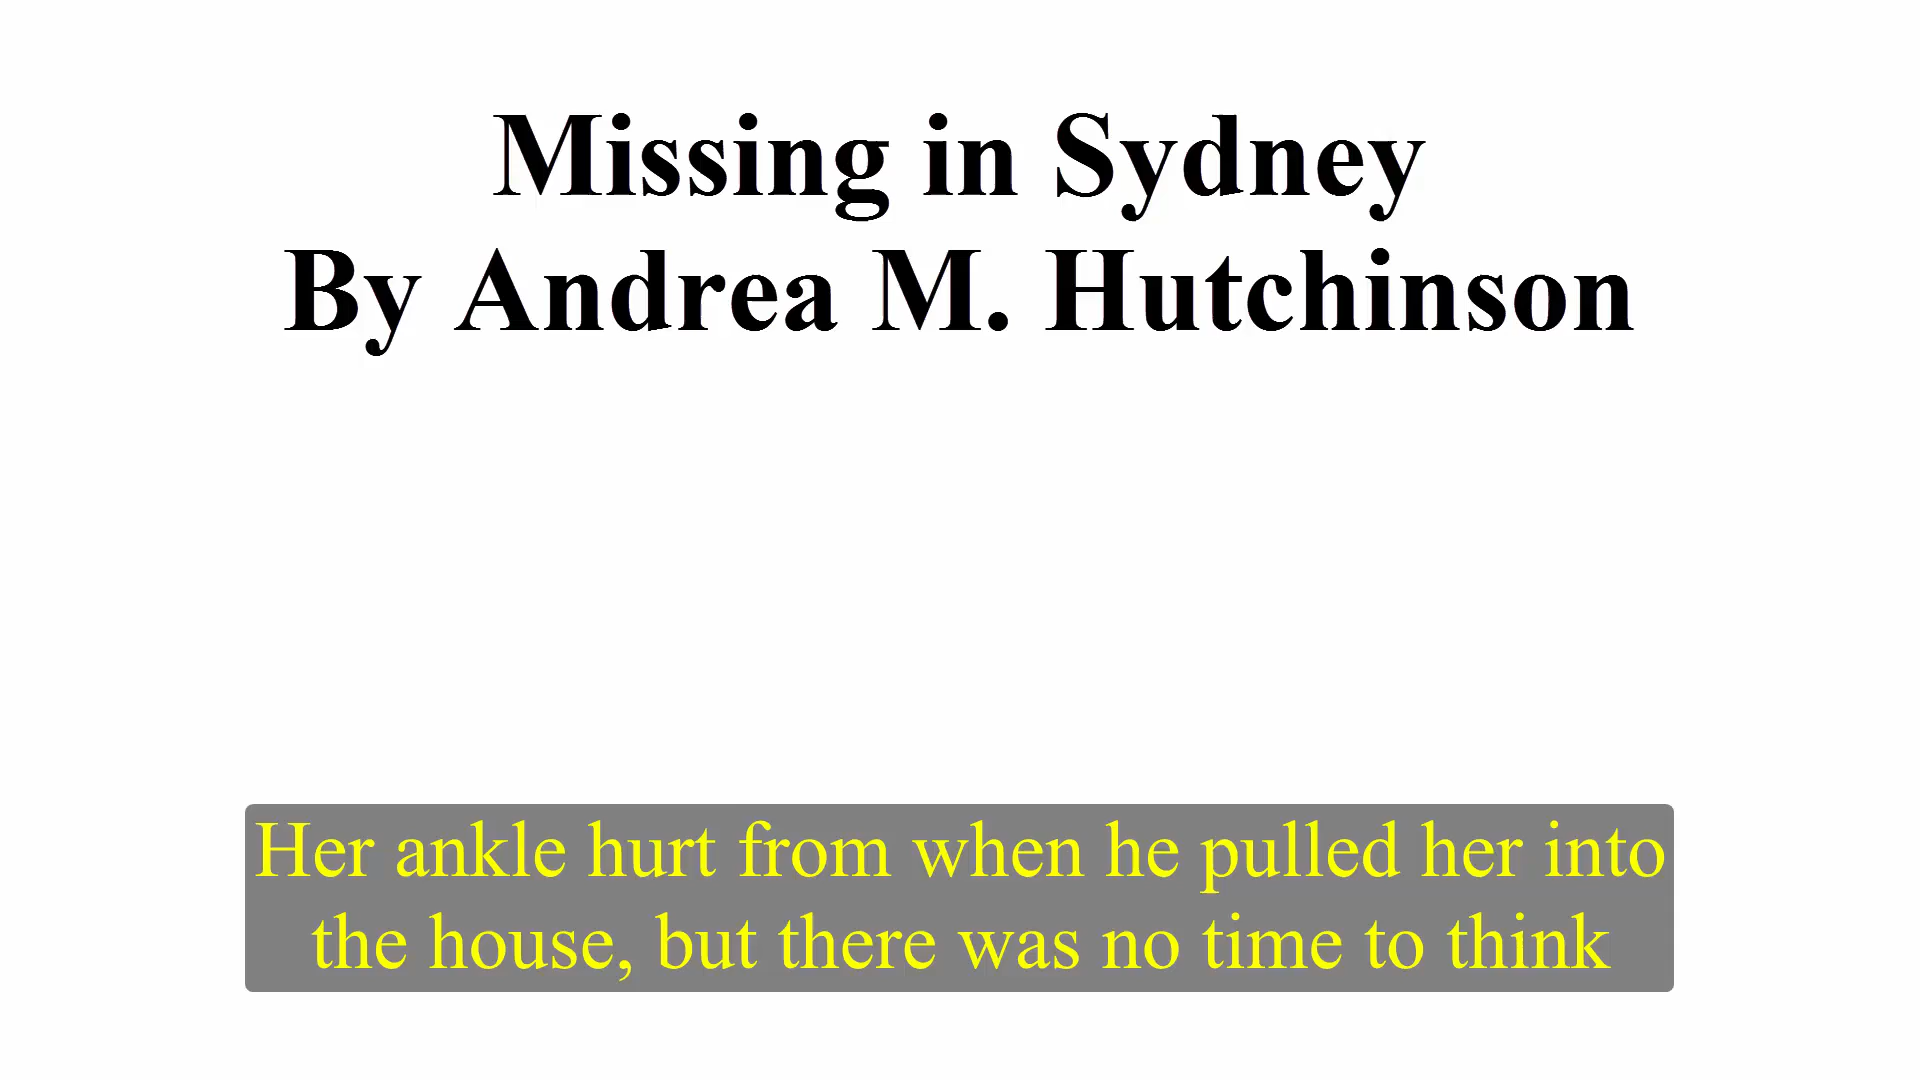 Missing in Sydney
By Andrea M. Hutchinson
Her ankle hurt from when he pulled her into
the house, but there was no time to think